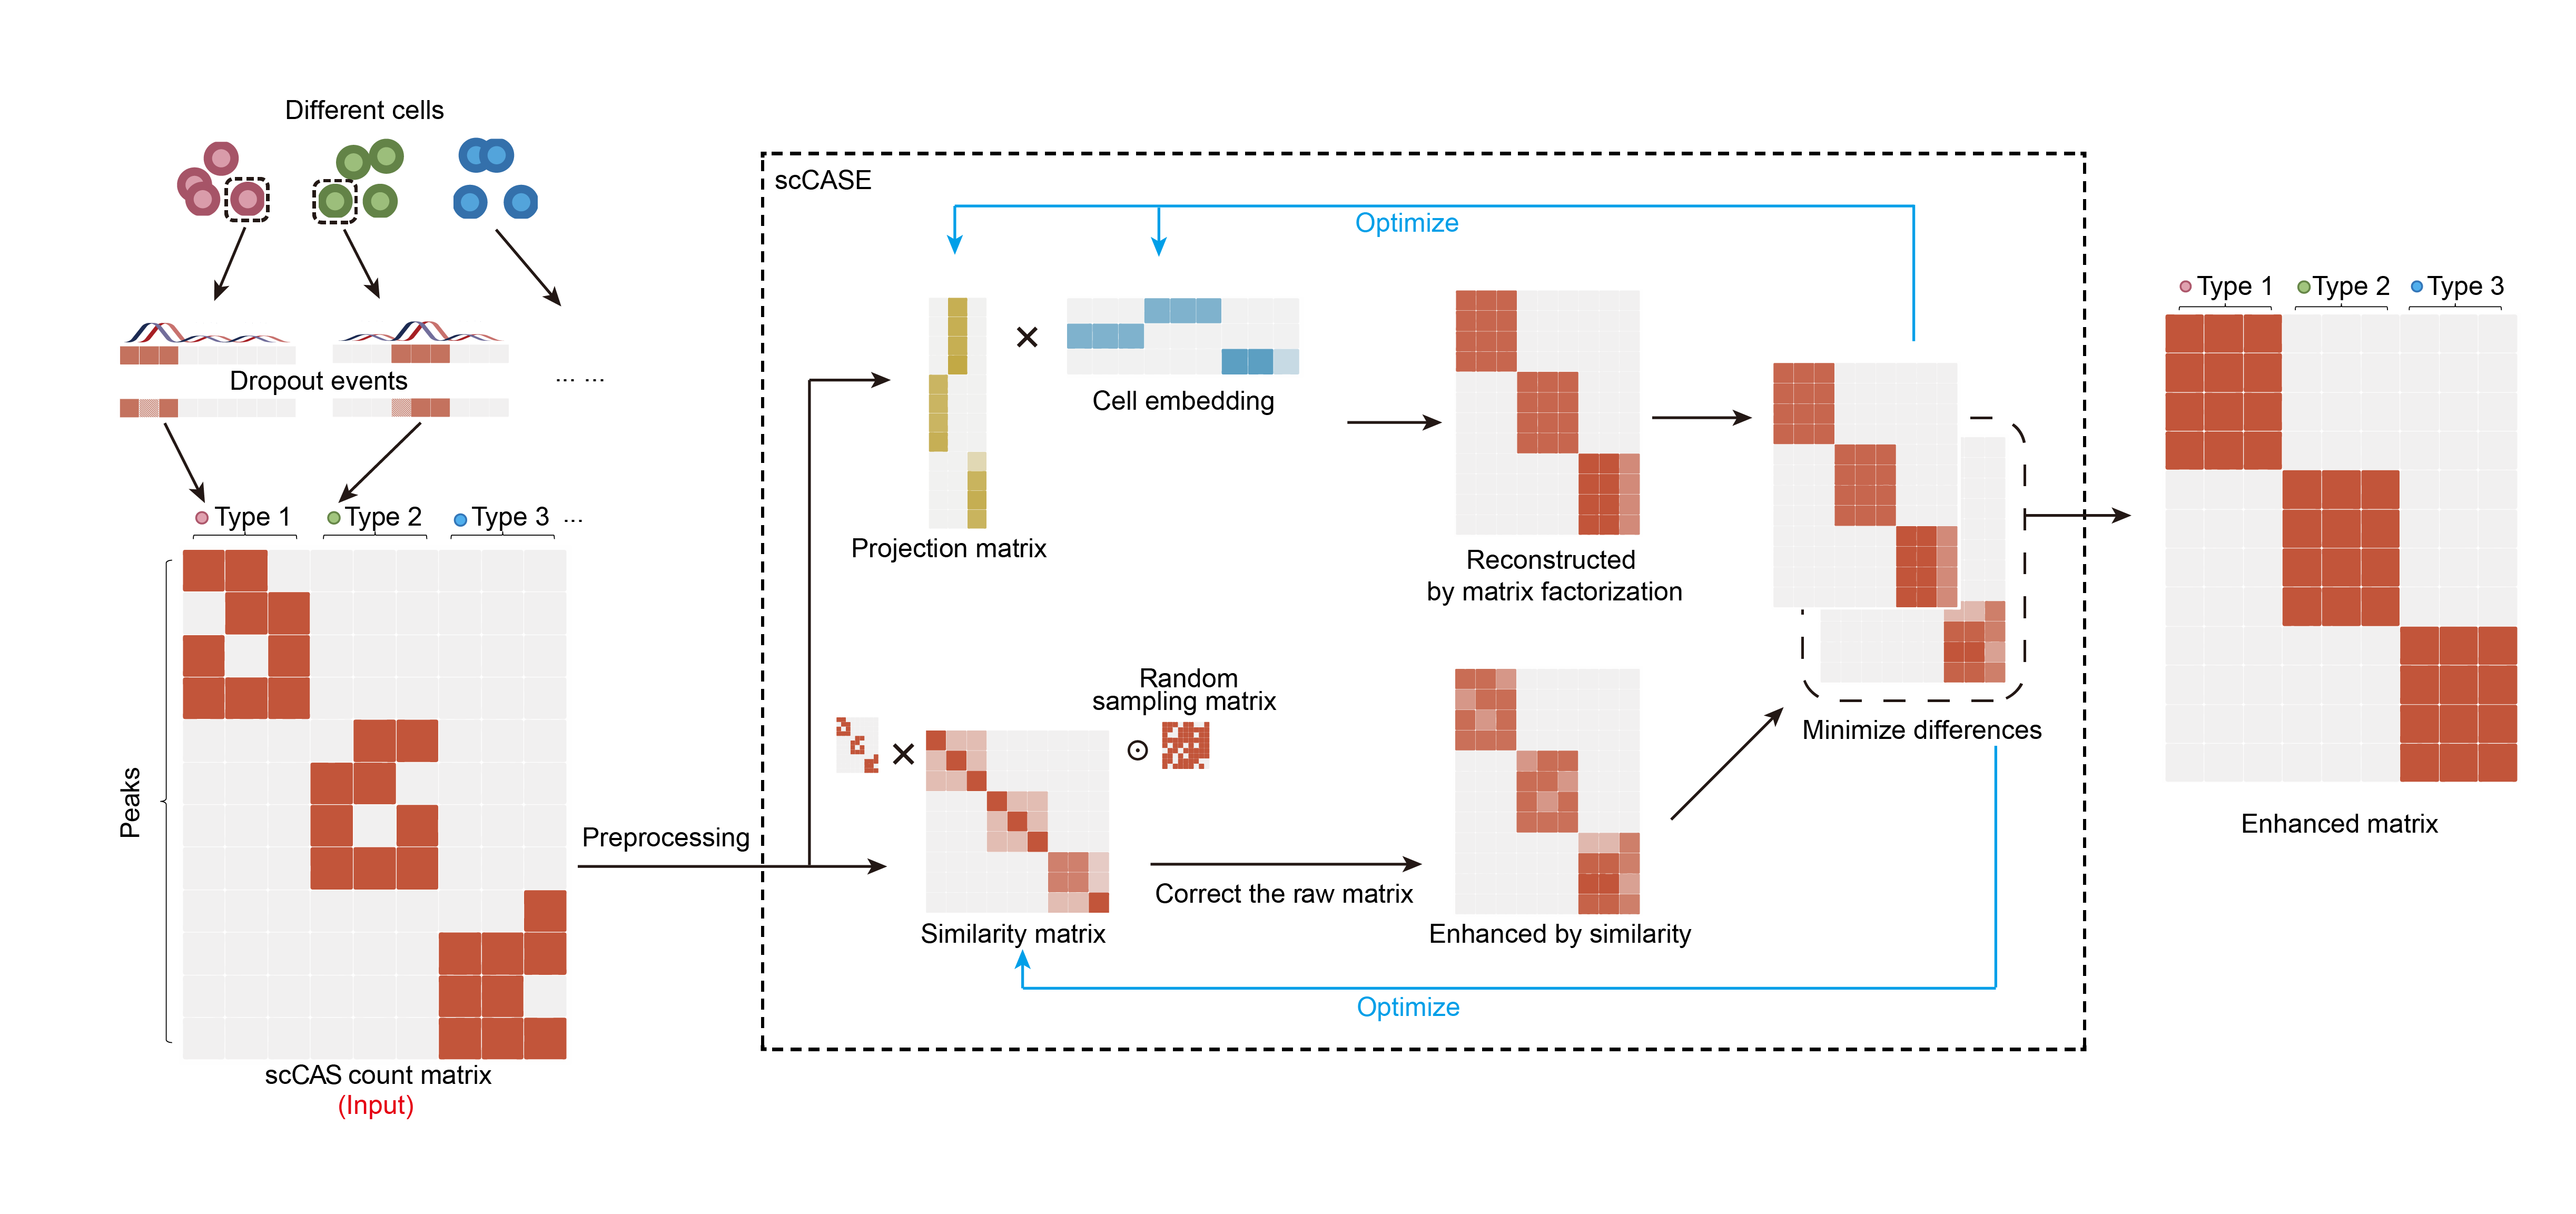 Different cells
Dropout events
... ...
Type 1
Type 2
Type 3 ...
Peaks
scCAS count matrix
(Input)
Preprocessing
scCASE
Optimize
×
Cell embedding
Projection matrix
Reconstructed
by matrix factorization
Random
sampling matrix
×
⊙
Similarity matrix
Correct the raw matrix
Enhanced by similarity
Minimize differences
Optimize
Type 1
Type 2
Type 3
Enhanced matrix